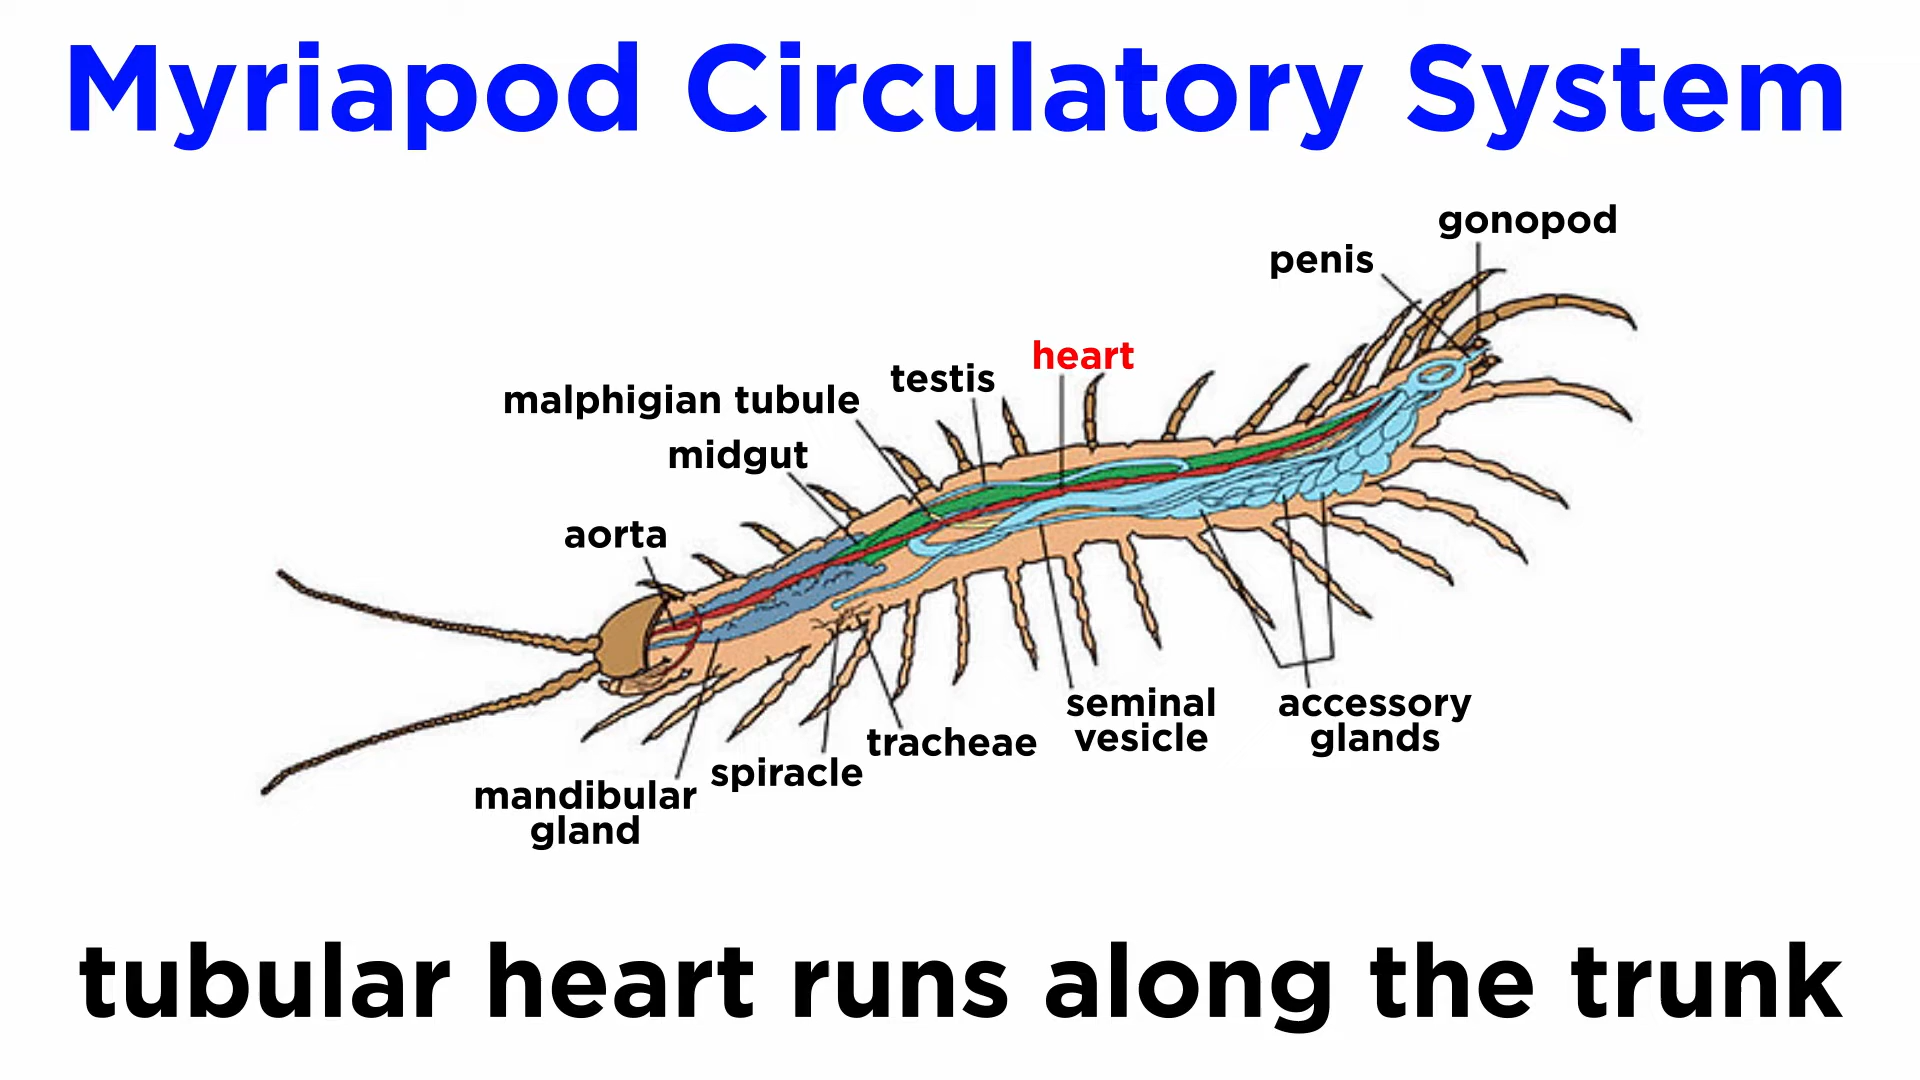 Myriapod Circulatory System
gonopod
penis
heart
testis
malphigian tubule
midgut
aorta
seminal
vesicle
accessory
glands
tracheae
spiracle
mandibular
gland
tubular heart runs along the trunk